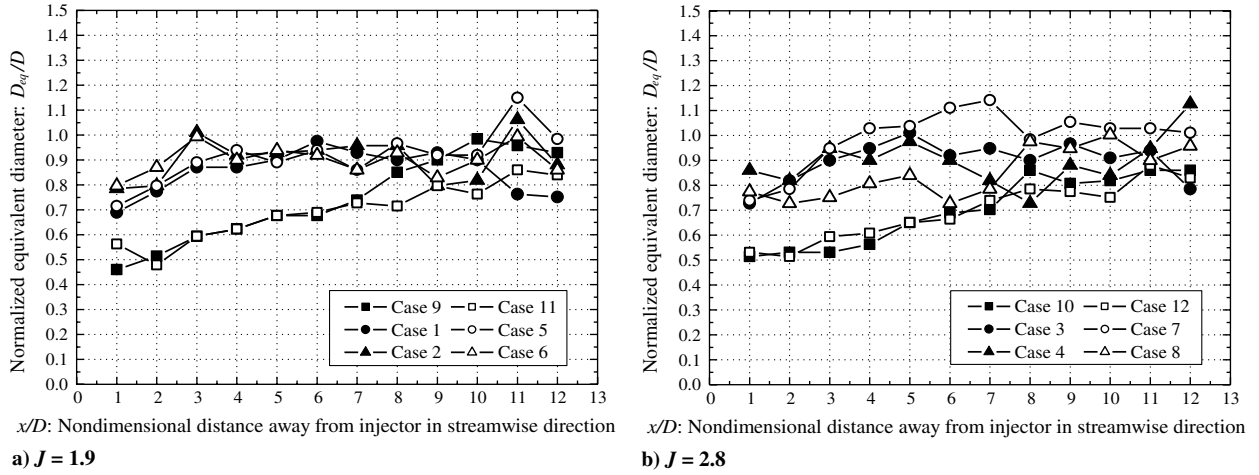 1.5
1.4
1.3
1.2
1.1
1.0
0.9
0.8
0.7
0.6
0.5
0.4
0.3
0.2
0.1
0.0
Normalized equivalent diameter: D_eq/D
Case 9 Case 11
Case 1 Case 5
Case 2 Case 6
0 1 2 3 4 5 6 7 8 9 10 11 12 13
x/D: Nondimensional distance away from injector in streamwise direction
a) J = 1.9
1.5
1.4
1.3
1.2
1.1
1.0
0.9
0.8
0.7
0.6
0.5
0.4
0.3
0.2
0.1
0.0
Normalized equivalent diameter: D_eq/D
Case 10 Case 12
Case 3 Case 7
Case 4 Case 8
0 1 2 3 4 5 6 7 8 9 10 11 12 13
x/D: Nondimensional distance away from injector in streamwise direction
b) J = 2.8